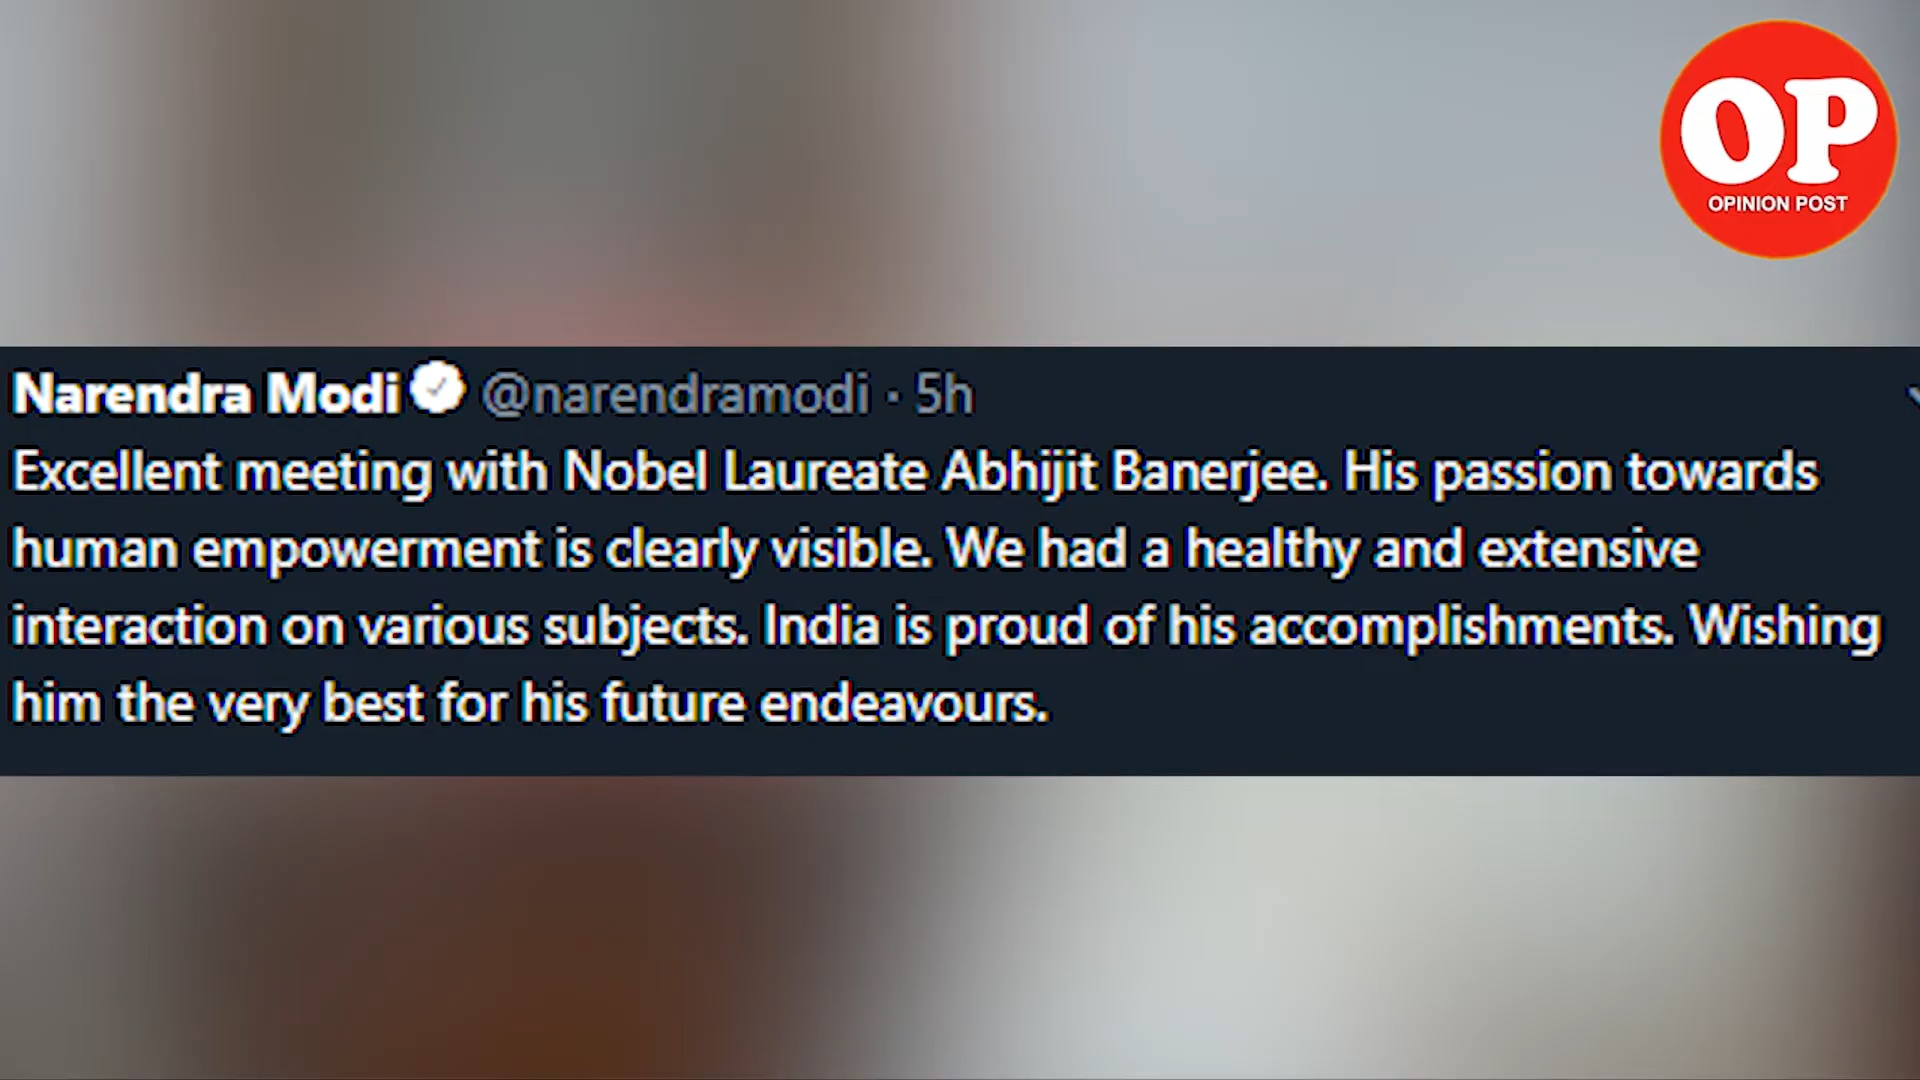 OP
OPINION POST
Narendra Modi @narendramodi · 5h
Excellent meeting with Nobel Laureate Abhijit Banerjee. His passion towards
human empowerment is clearly visible. We had a healthy and extensive
interaction on various subjects. India is proud of his accomplishments. Wishing
him the very best for his future endeavours.